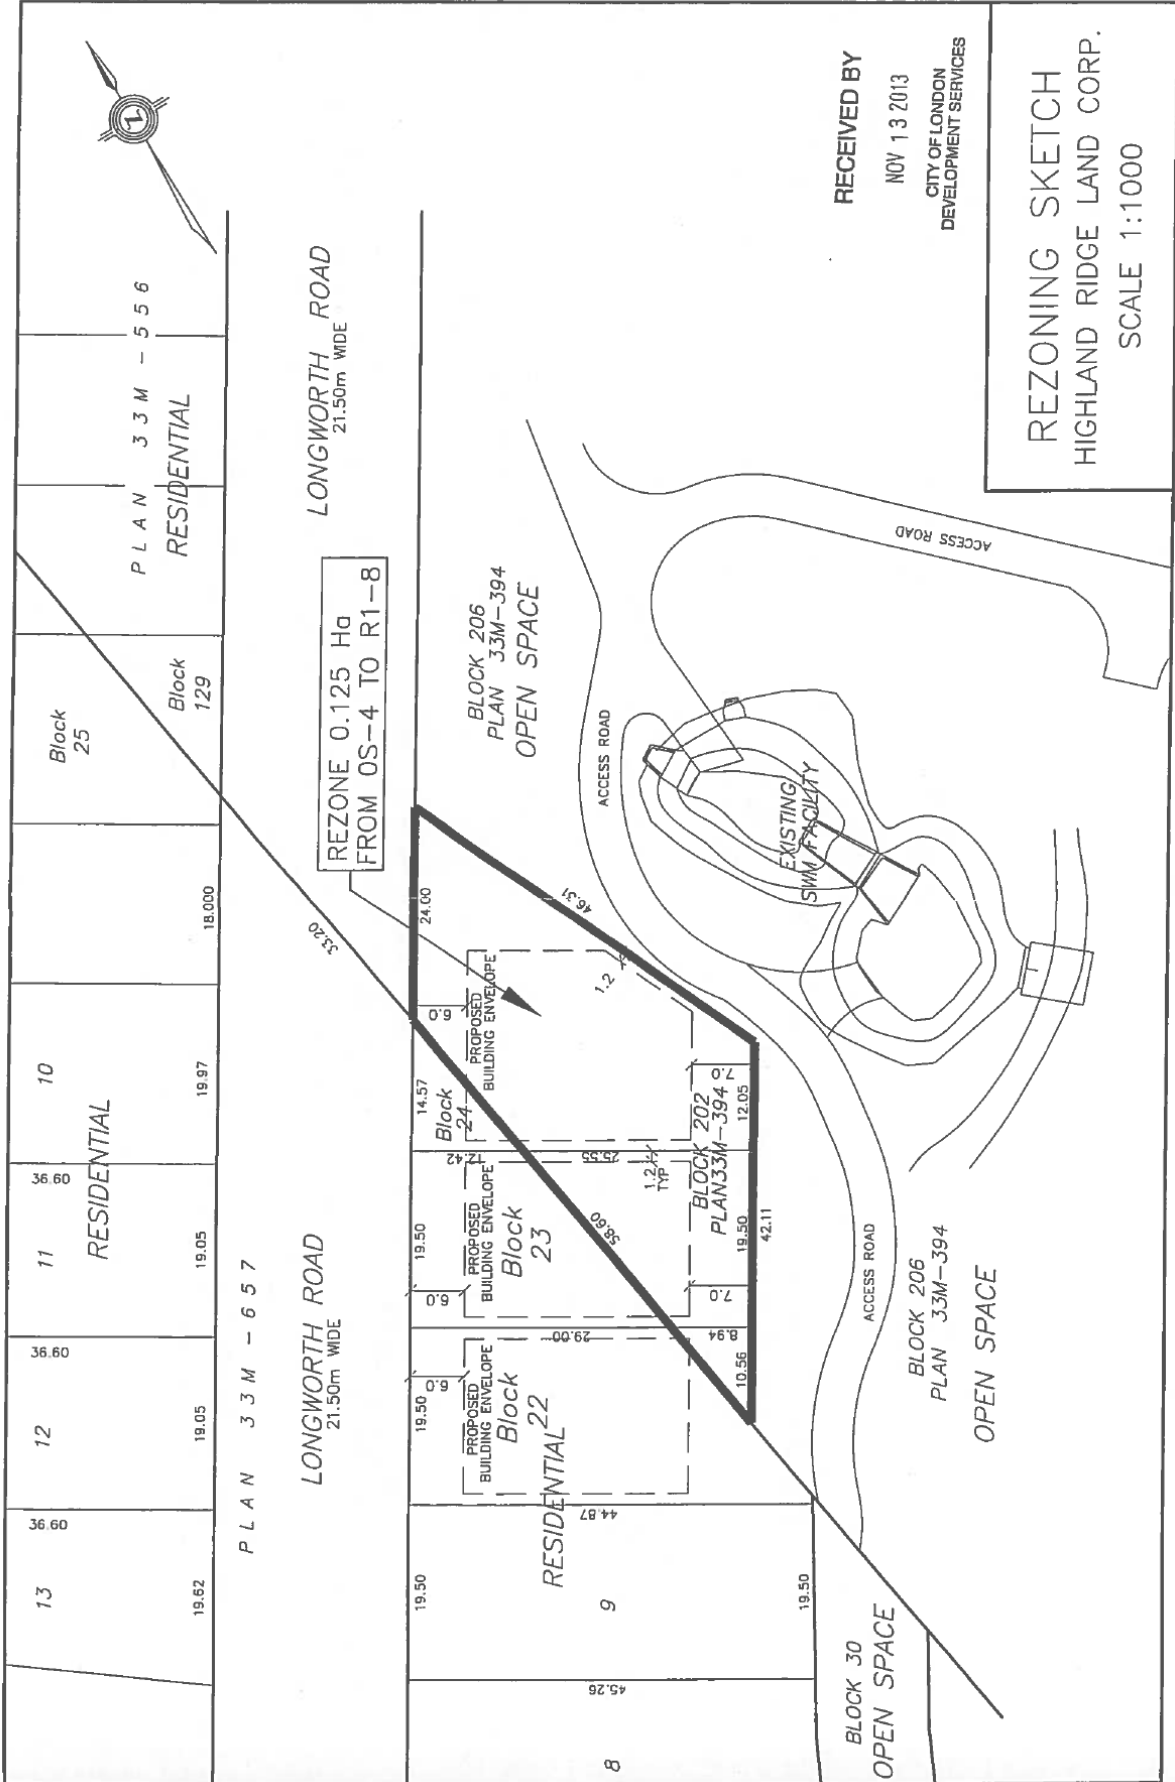 PLAN 33M-556
RESIDENTIAL
Block
25
Block
129
LONGWORTH ROAD
21.50m WIDE
REZONE 0.125 Ha
FROM OS-4 TO R1-8
BLOCK 206
PLAN 33M-394
OPEN SPACE
ACCESS ROAD
ACCESS ROAD
EXISTING
SWM FACILITY
RECEIVED BY
NOV 13 2013
CITY OF LONDON
DEVELOPMENT SERVICES
REZONING SKETCH
HIGHLAND RIDGE LAND CORP.
SCALE 1:1000
N
13
12
11
10
36.60
36.60
36.60
RESIDENTIAL
19.62
19.05
19.05
19.97
18.000
PLAN 33M-657
LONGWORTH ROAD
21.50m WIDE
33.20
19.50
19.50
19.50
14.57
24.00
6.0
6.0
6.0
PROPOSED
BUILDING ENVELOPE
Block
22
PROPOSED
BUILDING ENVELOPE
Block
23
PROPOSED
BUILDING ENVELOPE
Block
24
12.42
25.55
1.2
TYP
1.2
46.31
58.60
29.00
8.94
7.0
7.0
BLOCK 202
PLAN33M-394
10.56
19.50
12.05
42.11
RESIDENTIAL
44.87
45.26
9
8
19.50
ACCESS ROAD
BLOCK 206
PLAN 33M-394
OPEN SPACE
BLOCK 30
OPEN SPACE